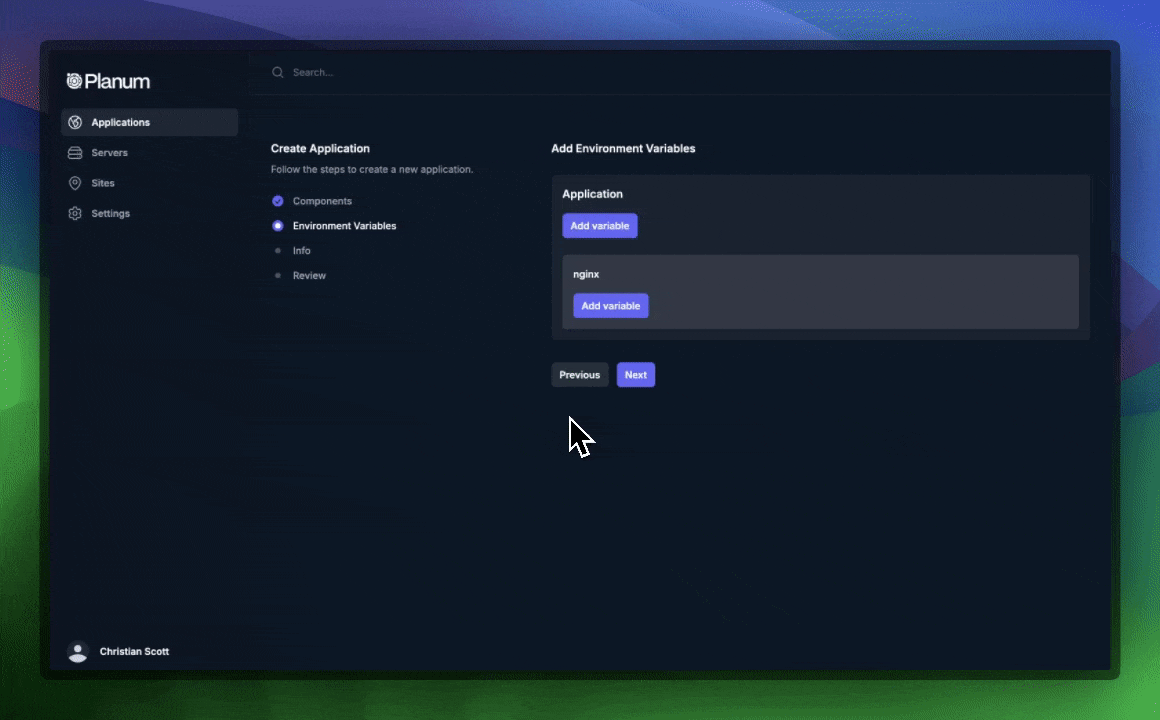 Planum
Search...
Applications
Servers
Sites
Settings
Create Application
Follow the steps to create a new application.
Components
Environment Variables
Info
Review
Add Environment Variables
Application
Add variable
nginx
Add variable
Previous
Next
Christian Scott